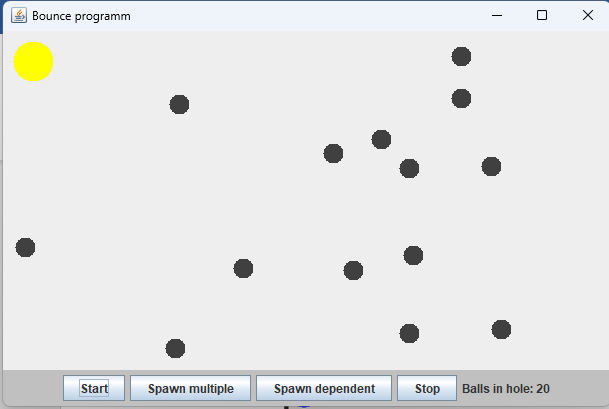 Bounce programm
Start Spawn multiple Spawn dependent Stop Balls in hole: 20